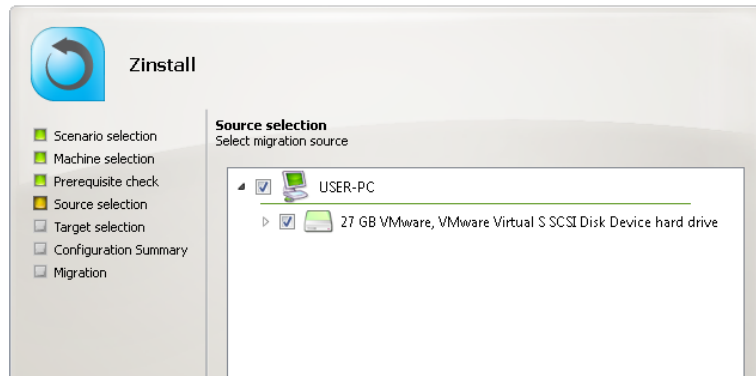 Zinstall
Scenario selection
Machine selection
Prerequisite check
Source selection
Target selection
Configuration Summary
Migration
Source selection
Select migration source
USER-PC
27 GB VMware, VMware Virtual S SCSI Disk Device hard drive